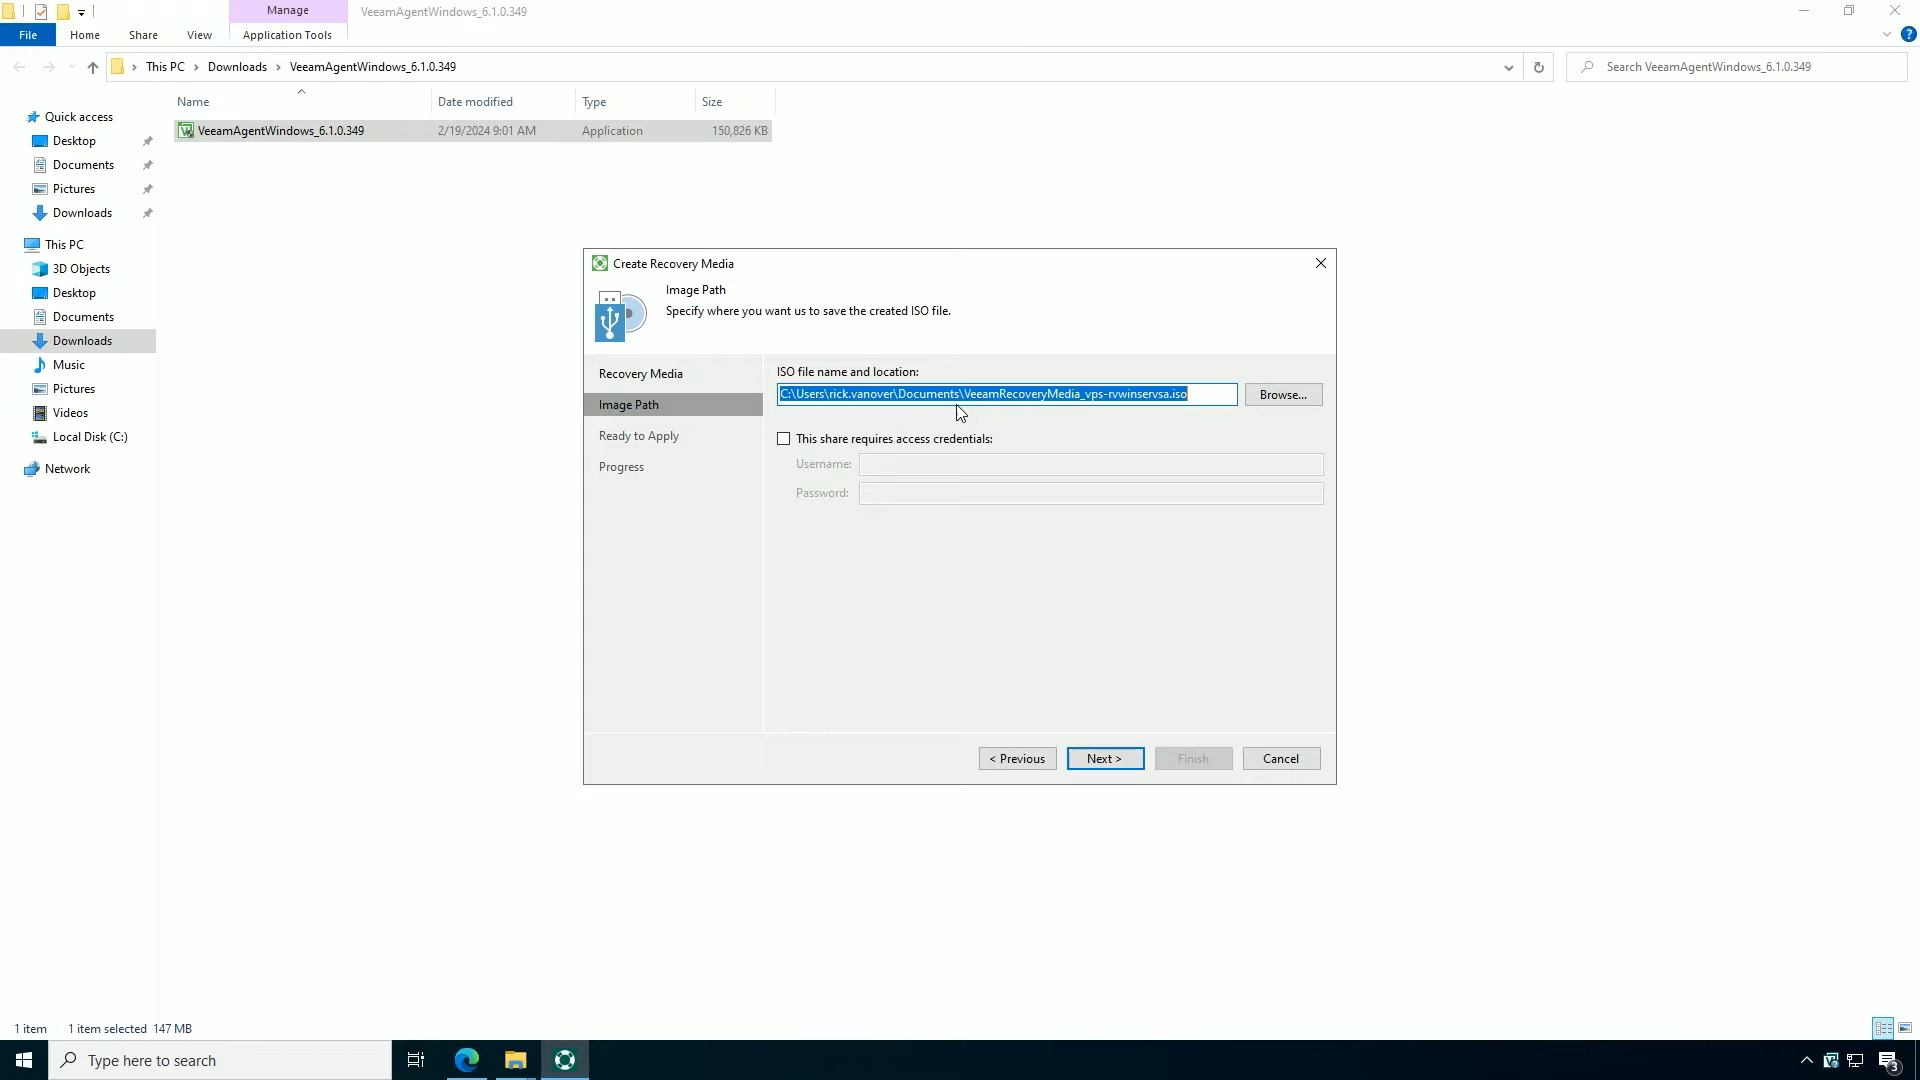 Manage
VeeamAgentWindows_6.1.0.349
File
Home
Share
View
Application Tools
This PC
Downloads
VeeamAgentWindows_6.1.0.349
Search VeeamAgentWindows_6.1.0.349
Name
Date modified
Type
Size
VeeamAgentWindows_6.1.0.349
2/19/2024 9:01 AM
Application
150,826 KB
Quick access
Desktop
Documents
Pictures
Downloads
This PC
3D Objects
Desktop
Documents
Downloads
Music
Pictures
Videos
Local Disk (C:)
Network
Create Recovery Media
Image Path
Specify where you want us to save the created ISO file.
Recovery Media
Image Path
Ready to Apply
Progress
ISO file name and location:
C:\Users\rick.vanover\Documents\VeeamRecoveryMedia_vps-rvwinservsa.iso
Browse...
This share requires access credentials:
Username:
Password:
< Previous
Next >
Finish
Cancel
1 item
1 item selected 147 MB
Type here to search
3